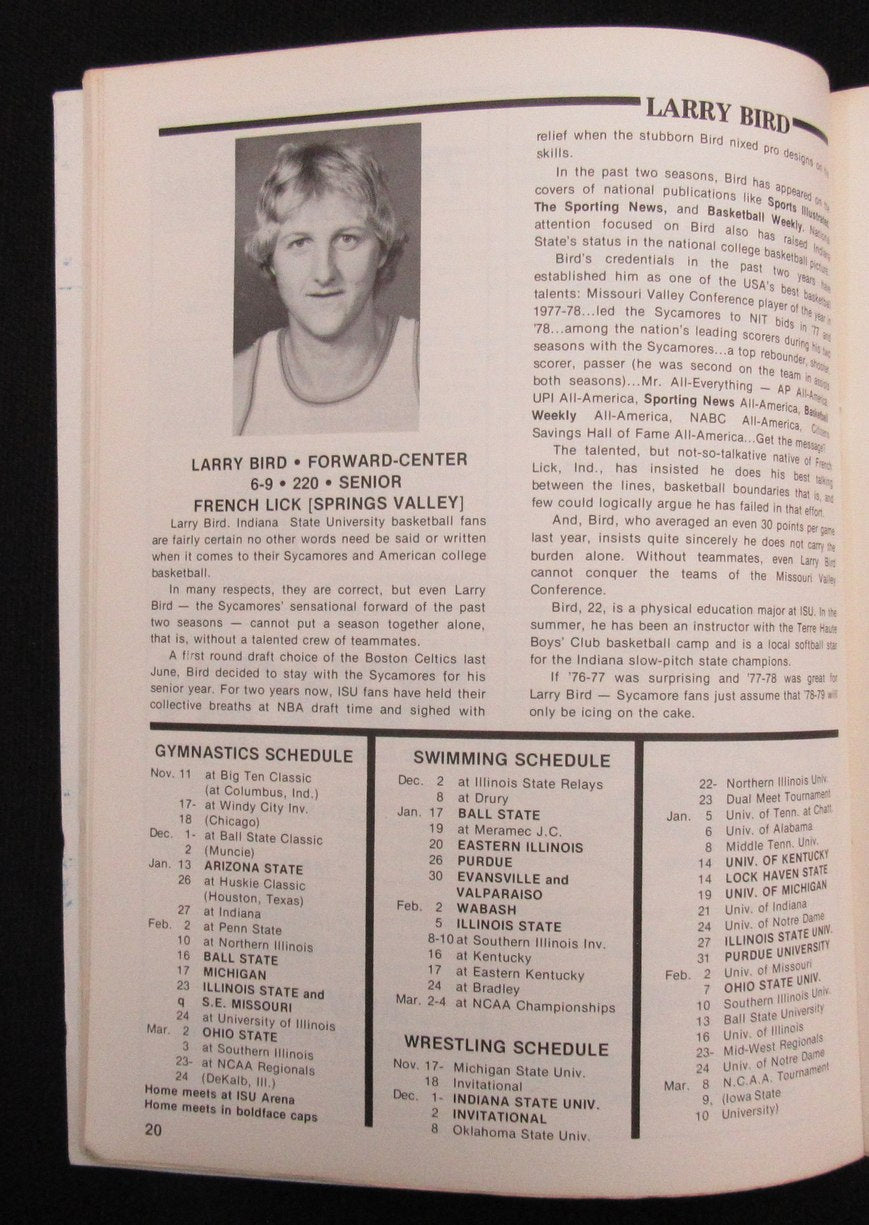 LARRY BIRD
LARRY BIRD • FORWARD-CENTER
6-9 • 220 • SENIOR
FRENCH LICK [SPRINGS VALLEY]
Larry Bird. Indiana State University basketball fans
are fairly certain no other words need be said or written
when it comes to their Sycamores and American college
basketball.
In many respects, they are correct, but even Larry
Bird — the Sycamores' sensational forward of the past
two seasons — cannot put a season together alone,
that is, without a talented crew of teammates.
A first round draft choice of the Boston Celtics last
June, Bird decided to stay with the Sycamores for his
senior year. For two years now, ISU fans have held their
collective breaths at NBA draft time and sighed with
relief when the stubborn Bird nixed pro designs on
skills.
In the past two seasons, Bird has appeared on
covers of national publications like Sports Illustrated,
The Sporting News, and Basketball Weekly. National
attention focused on Bird also has raised Indiana
State's status in the national college basketball picture.
Bird's credentials in the past two years have
established him as one of the USA's best basketball
talents: Missouri Valley Conference player of the year in
1977-78...led the Sycamores to NIT bids in '77 and
'78...among the nation's leading scorers during his two
seasons with the Sycamores...a top rebounder, shooter,
scorer, passer (he was second on the team in assists
both seasons)...Mr. All-Everything — AP All-America,
UPI All-America, Sporting News All-America, Basketball
Weekly All-America, NABC All-America, Citizens
Savings Hall of Fame All-America...Get the message?
The talented, but not-so-talkative native of French
Lick, Ind., has insisted he does his best talking
between the lines, basketball boundaries that is, and
few could logically argue he has failed in that effort.
And, Bird, who averaged an even 30 points per game
last year, insists quite sincerely he does not carry the
burden alone. Without teammates, even Larry Bird
cannot conquer the teams of the Missouri Valley
Conference.
Bird, 22, is a physical education major at ISU. In the
summer, he has been an instructor with the Terre Haute
Boys' Club basketball camp and is a local softball star
for the Indiana slow-pitch state champions.
If '76-77 was surprising and '77-78 was great for
Larry Bird — Sycamore fans just assume that '78-79 will
only be icing on the cake.
GYMNASTICS SCHEDULE
Nov. 11 at Big Ten Classic
(at Columbus, Ind.)
17- at Windy City Inv.
18 (Chicago)
Dec. 1- at Ball State Classic
2 (Muncie)
Jan. 13 ARIZONA STATE
26 at Huskie Classic
(Houston, Texas)
27 at Indiana
Feb. 2 at Penn State
10 at Northern Illinois
16 BALL STATE
17 MICHIGAN
23 ILLINOIS STATE and
q S.E. MISSOURI
24 at University of Illinois
Mar. 2 OHIO STATE
3 at Southern Illinois
23- at NCAA Regionals
24 (DeKalb, Ill.)
Home meets at ISU Arena
Home meets in boldface caps
20
SWIMMING SCHEDULE
Dec. 2 at Illinois State Relays
8 at Drury
Jan. 17 BALL STATE
19 at Meramec J.C.
20 EASTERN ILLINOIS
26 PURDUE
30 EVANSVILLE and
VALPARAISO
Feb. 2 WABASH
5 ILLINOIS STATE
8-10 at Southern Illinois Inv.
16 at Kentucky
17 at Eastern Kentucky
24 at Bradley
Mar. 2-4 at NCAA Championships
WRESTLING SCHEDULE
Nov. 17- Michigan State Univ.
18 Invitational
Dec. 1- INDIANA STATE UNIV.
2 INVITATIONAL
8 Oklahoma State Univ.
22- Northern Illinois Univ.
23 Dual Meet Tournament
Jan. 5 Univ. of Tenn. at Chatt.
6 Univ. of Alabama
8 Middle Tenn. Univ.
14 UNIV. OF KENTUCKY
14 LOCK HAVEN STATE
19 UNIV. OF MICHIGAN
21 Univ. of Indiana
24 Univ. of Notre Dame
27 ILLINOIS STATE UNIV.
31 PURDUE UNIVERSITY
Feb. 2 Univ. of Missouri
7 OHIO STATE UNIV.
10 Southern Illinois Univ.
13 Ball State University
16 Univ. of Illinois
23- Mid-West Regionals
24 Univ. of Notre Dame
Mar. 8 N.C.A.A. Tournament
9, (Iowa State
10 University)